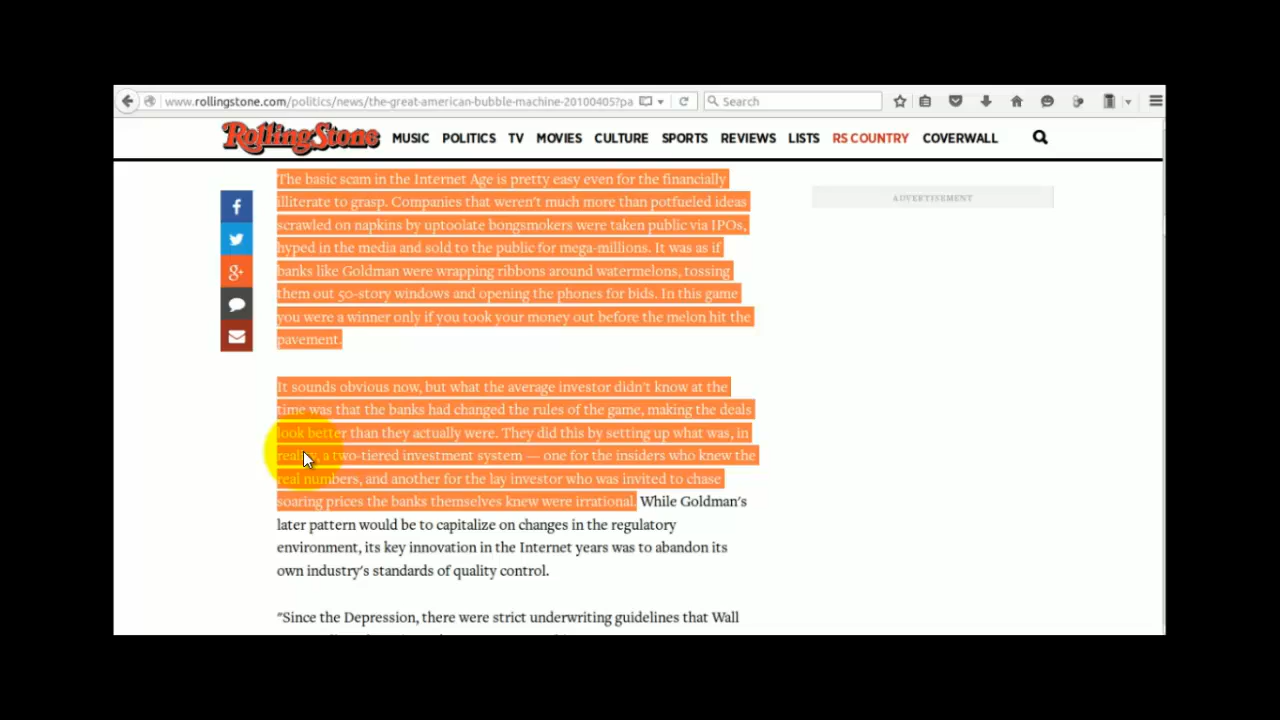 www.rollingstone.com/politics/news/the-great-american-bubble-machine-20100405?pa
Search
RollingStone
MUSIC POLITICS TV MOVIES CULTURE SPORTS REVIEWS LISTS RS COUNTRY COVERWALL
The basic scam in the Internet Age is pretty easy even for the financially
illiterate to grasp. Companies that weren't much more than potfueled ideas
scrawled on napkins by uptoolate bongsmokers were taken public via IPOs,
hyped in the media and sold to the public for mega-millions. It was as if
banks like Goldman were wrapping ribbons around watermelons, tossing
them out 50-story windows and opening the phones for bids. In this game
you were a winner only if you took your money out before the melon hit the
pavement.
ADVERTISEMENT
It sounds obvious now, but what the average investor didn't know at the
time was that the banks had changed the rules of the game, making the deals
look better than they actually were. They did this by setting up what was, in
reality, a two-tiered investment system — one for the insiders who knew the
real numbers, and another for the lay investor who was invited to chase
soaring prices the banks themselves knew were irrational. While Goldman's
later pattern would be to capitalize on changes in the regulatory
environment, its key innovation in the Internet years was to abandon its
own industry's standards of quality control.
"Since the Depression, there were strict underwriting guidelines that Wall